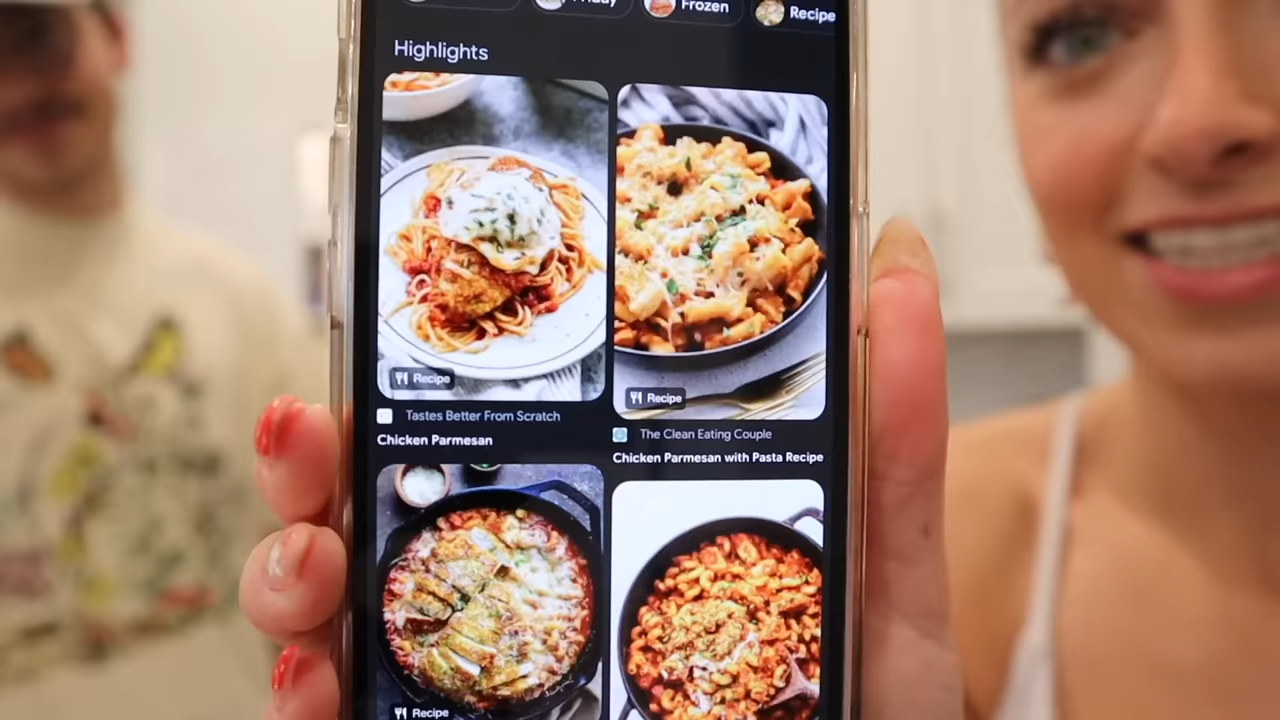 Friday
Frozen
Recipe
Highlights
Recipe
Recipe
Tastes Better From Scratch
The Clean Eating Couple
Chicken Parmesan
Chicken Parmesan with Pasta Recipe
Recipe